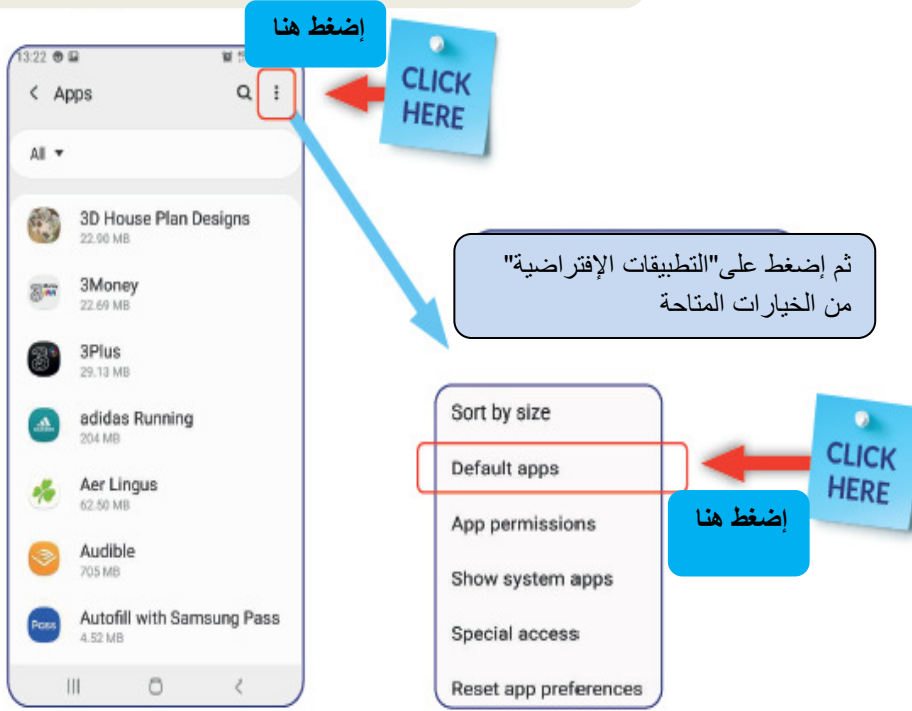 إضغط هنا
CLICK
HERE
13:22
Apps
All
3D House Plan Designs
22.90 MB
3Money
22.69 MB
3Plus
29.13 MB
adidas Running
204 MB
Aer Lingus
62.50 MB
Audible
705 MB
Pass
Autofill with Samsung Pass
4.52 MB
ثم إضغط على"التطبيقات الإفتراضية"
من الخيارات المتاحة
Sort by size
Default apps
App permissions
Show system apps
Special access
Reset app preferences
CLICK
HERE
إضغط هنا